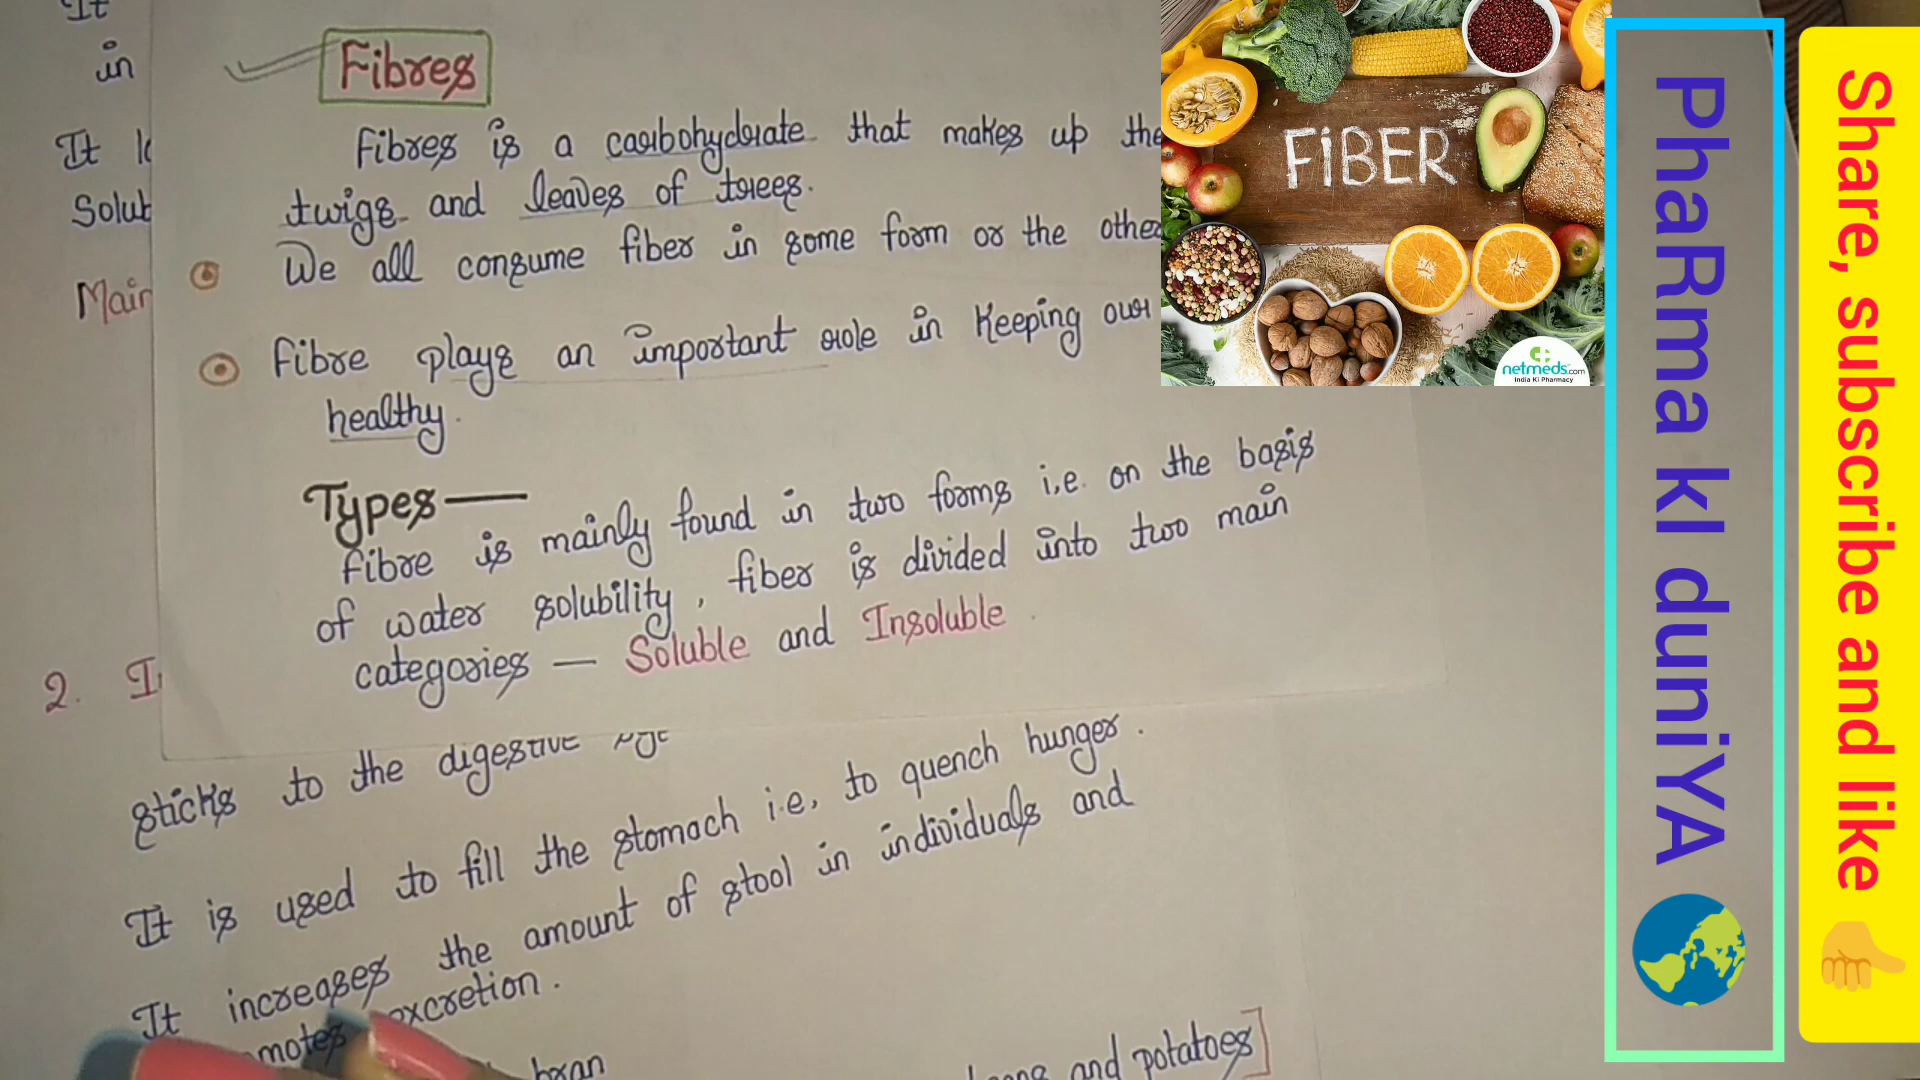 It
in
It
Solub
Main
2.
Fibres
Fibres is a carbohydrate that makes up the
twigs and leaves of trees.
We all consume fiber in some form or the other
Fibre plays an important role in keeping our
healthy.
Types —
Fibre is mainly found in two forms i.e. on the basis
of water solubility, fiber is divided into two main
categories — Soluble and Insoluble
sticks to the digestive
It is used to fill the stomach i.e. to quench hunger.
It increases the amount of stool in individuals and
motes excretion.
bran
and potatoes]
FIBER
netmeds.com
India Ki Pharmacy
PhaRma kI duniYA
Share, subscribe and like